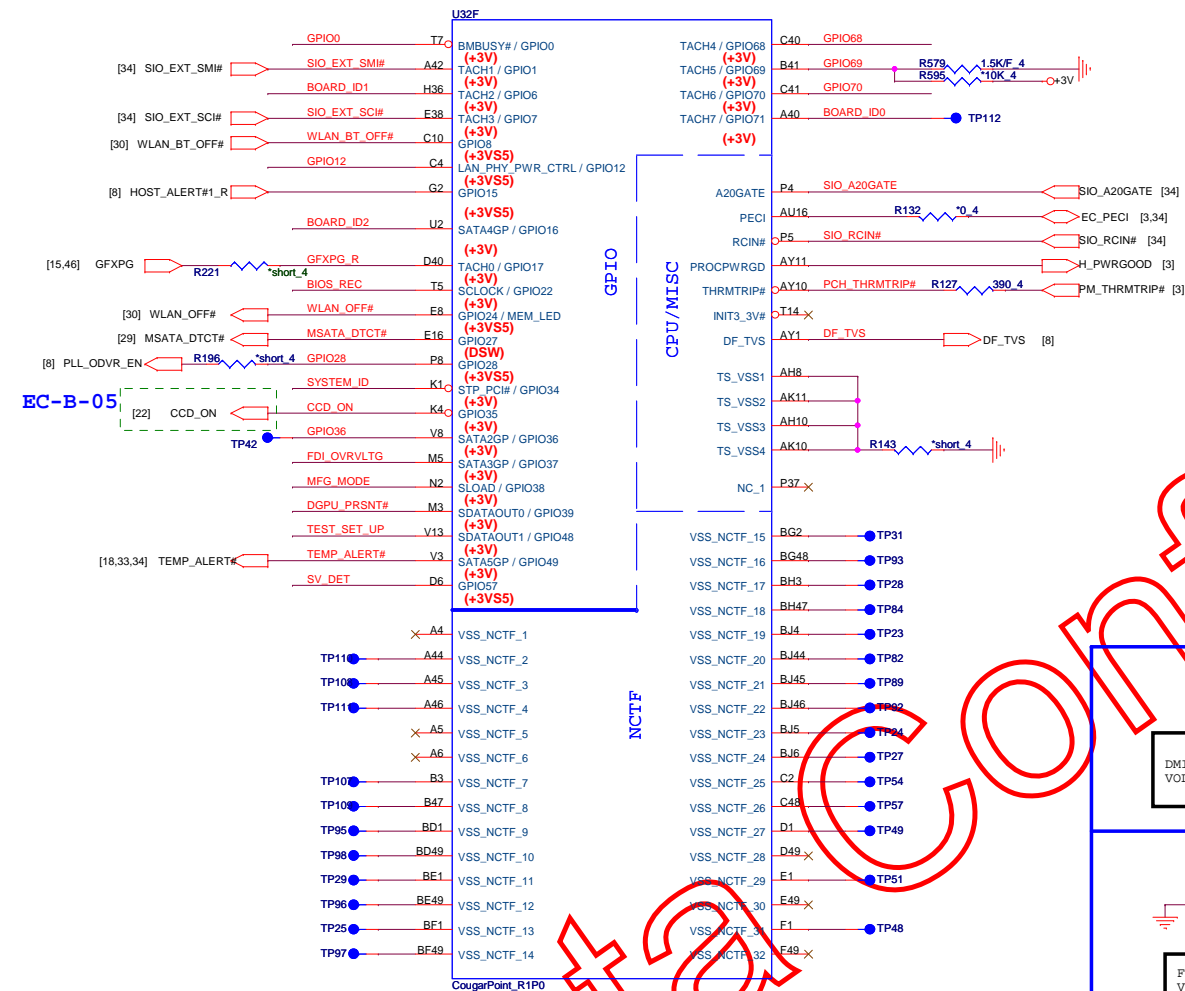 U32F
GPIO0 T7 BMBUSY# / GPIO0
(+3V)
[34] SIO_EXT_SMI# SIO_EXT_SMI# A42 TACH1 / GPIO1
(+3V)
BOARD_ID1 H36 TACH2 / GPIO6
(+3V)
[34] SIO_EXT_SCI# SIO_EXT_SCI# E38 TACH3 / GPIO7
(+3V)
[30] WLAN_BT_OFF# WLAN_BT_OFF# C10 GPIO8
(+3VS5)
GPIO12 C4 LAN_PHY_PWR_CTRL / GPIO12
(+3VS5)
[8] HOST_ALERT#1_R G2 GPIO15
(+3VS5)
BOARD_ID2 U2 SATA4GP / GPIO16
(+3V)
[15,46] GFXPG R221 *short_4 GFXPG_R D40 TACH0 / GPIO17
(+3V)
BIOS_REC T5 SCLOCK / GPIO22
(+3V)
[30] WLAN_OFF# WLAN_OFF# E8 GPIO24 / MEM_LED
(+3VS5)
[29] MSATA_DTCT# MSATA_DTCT# E16 GPIO27
(DSW)
[8] PLL_ODVR_EN R196 *short_4 GPIO28 P8 GPIO28
(+3VS5)
SYSTEM_ID K1 STP_PCI# / GPIO34
(+3V)
EC-B-05
[22] CCD_ON CCD_ON K4 GPIO35
(+3V)
TP42 GPIO36 V8 SATA2GP / GPIO36
(+3V)
FDI_OVRVLTG M5 SATA3GP / GPIO37
(+3V)
MFG_MODE N2 SLOAD / GPIO38
(+3V)
DGPU_PRSNT# M3 SDATAOUT0 / GPIO39
(+3V)
TEST_SET_UP V13 SDATAOUT1 / GPIO48
(+3V)
[18,33,34] TEMP_ALERT# TEMP_ALERT# V3 SATA5GP / GPIO49
(+3V)
SV_DET D6 GPIO57
(+3VS5)
GPIO
CPU/MISC
NCTF
A4 VSS_NCTF_1
A44 VSS_NCTF_2
A45 VSS_NCTF_3
A46 VSS_NCTF_4
A5 VSS_NCTF_5
A6 VSS_NCTF_6
B3 VSS_NCTF_7
B47 VSS_NCTF_8
TP95 BD1 VSS_NCTF_9
TP98 BD49 VSS_NCTF_10
TP29 BE1 VSS_NCTF_11
TP96 BE49 VSS_NCTF_12
TP25 BF1 VSS_NCTF_13
TP97 BF49 VSS_NCTF_14
CougarPoint_R1P0
TACH4 / GPIO68 C40 GPIO68
(+3V)
TACH5 / GPIO69 B41 GPIO69 R579 1.5K/F_4
R595 *10K_4 +3V
(+3V)
TACH6 / GPIO70 C41 GPIO70
(+3V)
TACH7 / GPIO71 A40 BOARD_ID0 TP112
(+3V)
A20GATE P4 SIO_A20GATE SIO_A20GATE [34]
PECI AU16 R132 *0_4 EC_PECI [3,34]
RCIN# P5 SIO_RCIN# SIO_RCIN# [34]
PROCPWRGD AY11 H_PWRGOOD [3]
THRMTRIP# AY10 PCH_THRMTRIP# R127 390_4 PM_THRMTRIP# [3]
INIT3_3V# T14
DF_TVS AY1 DF_TVS DF_TVS [8]
TS_VSS1 AH8
TS_VSS2 AK11
TS_VSS3 AH10
TS_VSS4 AK10 R143 *short_4
NC_1 P37
VSS_NCTF_15 BG2 TP31
VSS_NCTF_16 BG48 TP93
VSS_NCTF_17 BH3 TP28
VSS_NCTF_18 BH47 TP84
VSS_NCTF_19 BJ4 TP23
VSS_NCTF_20 BJ44 TP82
VSS_NCTF_21 BJ45 TP89
VSS_NCTF_22 BJ46 TP92
VSS_NCTF_23 BJ5 TP24
VSS_NCTF_24 BJ6 TP27
VSS_NCTF_25 C2 TP54
VSS_NCTF_26 C48 TP57
VSS_NCTF_27 D1 TP49
VSS_NCTF_28 D49
VSS_NCTF_29 E1 TP51
VSS_NCTF_30 E49
VSS_NCTF_31 F1 TP48
VSS_NCTF_32 F49
ta Conf